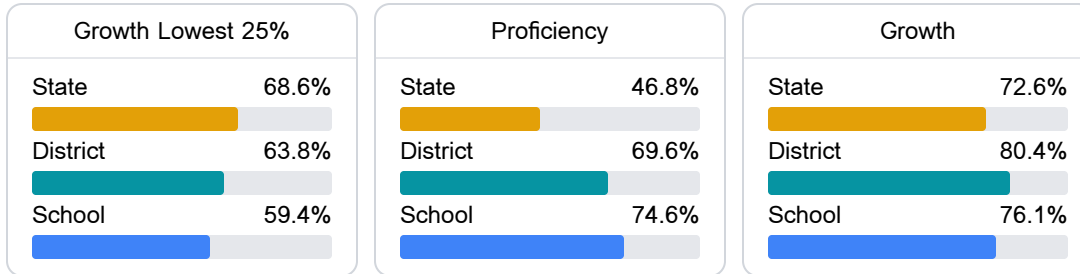 Growth Lowest 25%
State 68.6%
District 63.8%
School 59.4%
Proficiency
State 46.8%
District 69.6%
School 74.6%
Growth
State 72.6%
District 80.4%
School 76.1%